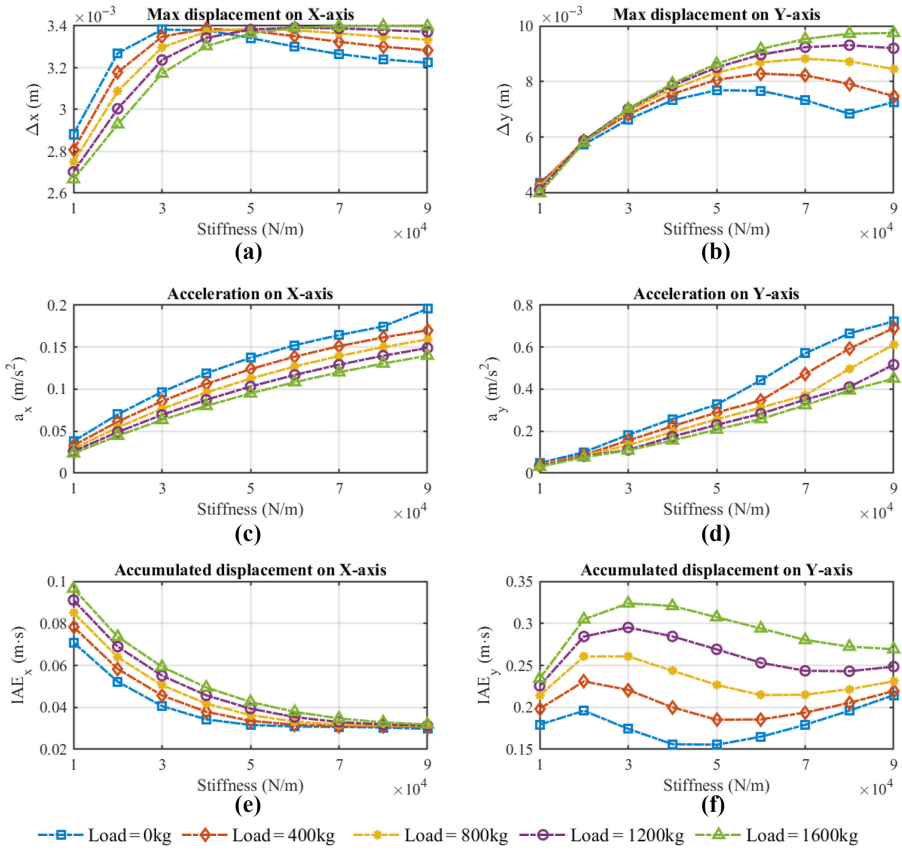 Max displacement on X-axis
×10⁻³
3.4
3.2
3
2.8
2.6
Δx (m)
1 3 5 7 9
Stiffness (N/m)
×10⁴
(a)
Max displacement on Y-axis
×10⁻³
10
8
6
4
Δy (m)
1 3 5 7 9
Stiffness (N/m)
×10⁴
(b)
Acceleration on X-axis
0.2
0.15
0.1
0.05
0
aₓ (m/s²)
1 3 5 7 9
Stiffness (N/m)
×10⁴
(c)
Acceleration on Y-axis
0.8
0.6
0.4
0.2
0
a_y (m/s²)
1 3 5 7 9
Stiffness (N/m)
×10⁴
(d)
Accumulated displacement on X-axis
0.1
0.08
0.06
0.04
0.02
IAEₓ (m·s)
1 3 5 7 9
Stiffness (N/m)
×10⁴
(e)
Accumulated displacement on Y-axis
0.35
0.3
0.25
0.2
0.15
IAE_y (m·s)
1 3 5 7 9
Stiffness (N/m)
×10⁴
(f)
Load=0kg Load=400kg Load=800kg Load=1200kg Load=1600kg